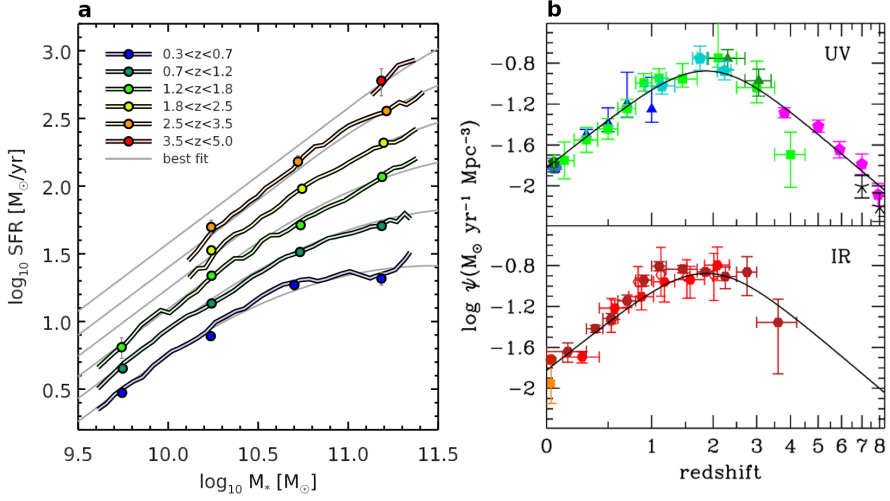 a
3.0
2.5
2.0
1.5
1.0
0.5
9.5 10.0 10.5 11.0 11.5
log₁₀ SFR [M☉/yr]
log₁₀ M* [M☉]
0.3<z<0.7
0.7<z<1.2
1.2<z<1.8
1.8<z<2.5
2.5<z<3.5
3.5<z<5.0
best fit
b
UV
−0.8
−1.2
−1.6
−2
log ψ(M☉ yr⁻¹ Mpc⁻³)
IR
−0.8
−1.2
−1.6
−2
0 1 2 3 4 5 6 7 8
redshift